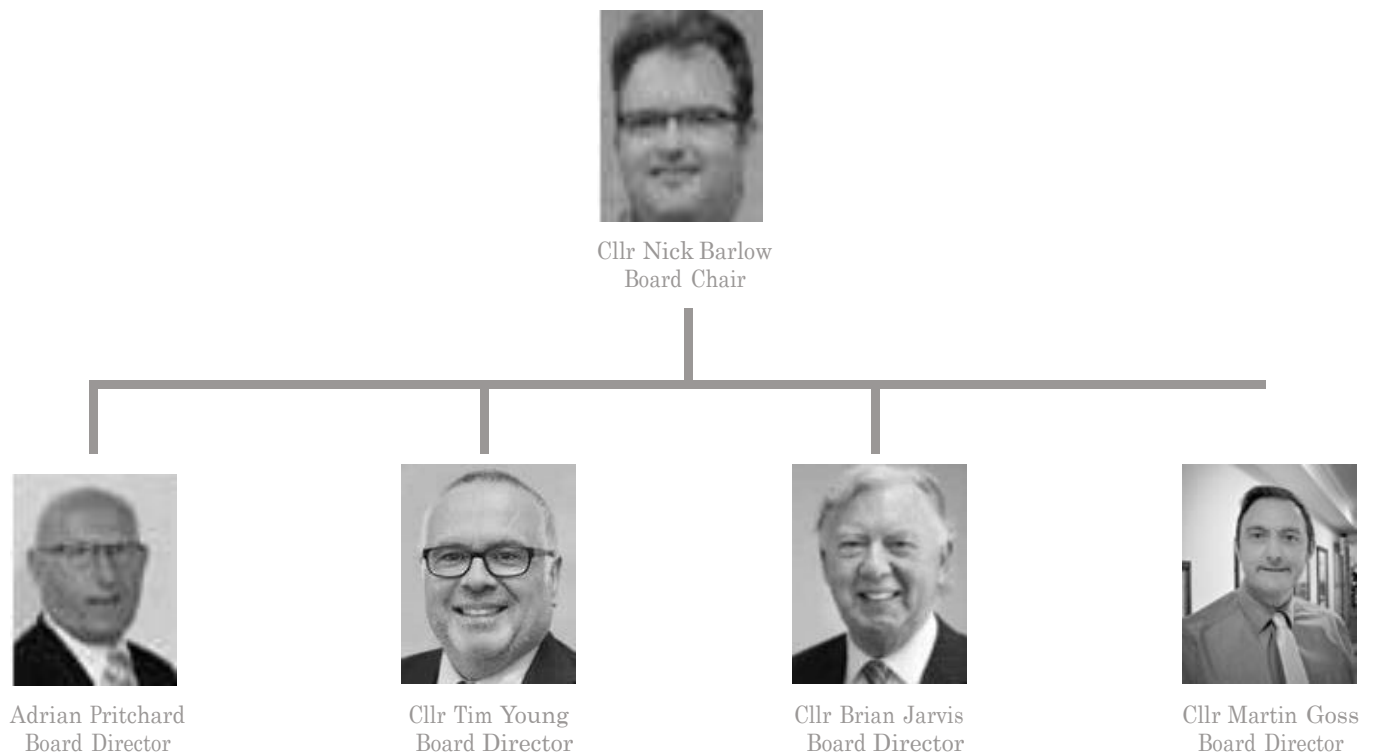 Cllr Nick Barlow
Board Chair
Adrian Pritchard
Board Director
Cllr Tim Young
Board Director
Cllr Brian Jarvis
Board Director
Cllr Martin Goss
Board Director